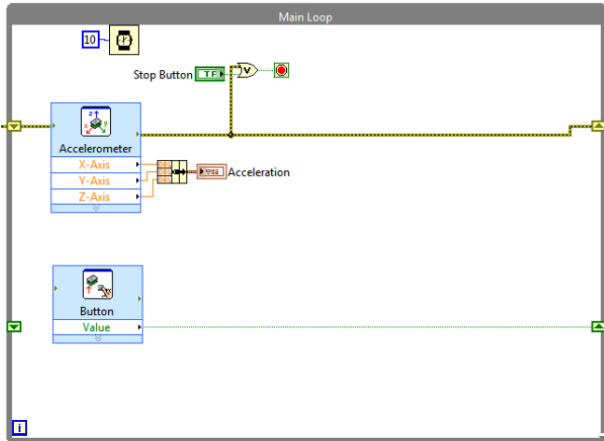 Main Loop
10
Stop Button
TF
V
Accelerometer
X-Axis
Y-Axis
Z-Axis
Acceleration
Button
Value
i